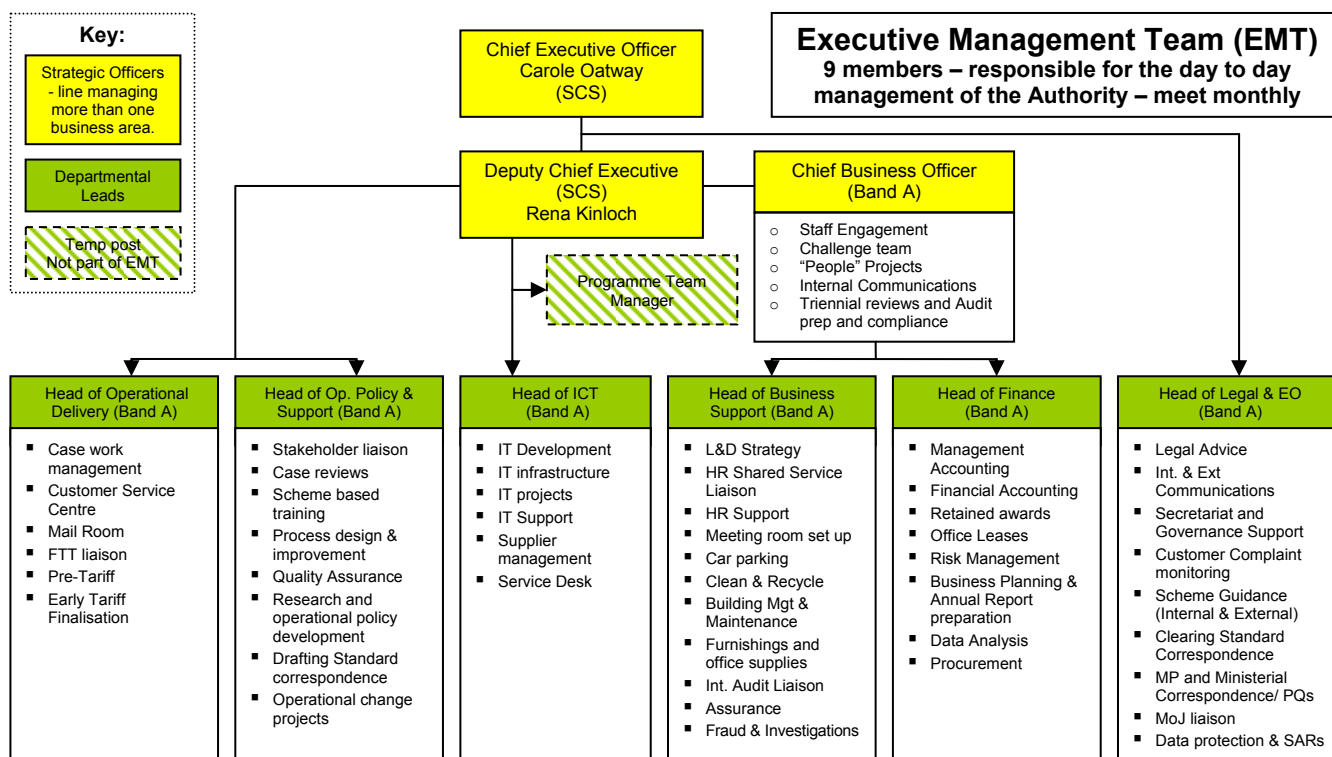 Key:
Strategic Officers
- line managing
more than one
business area.
Departmental
Leads
Temp post
Not part of EMT
Chief Executive Officer
Carole Oatway
(SCS)
Executive Management Team (EMT)
9 members – responsible for the day to day
management of the Authority – meet monthly
Deputy Chief Executive
(SCS)
Rena Kinloch
Chief Business Officer
(Band A)
o Staff Engagement
o Challenge team
o “People” Projects
o Internal Communications
o Triennial reviews and Audit
prep and compliance
Programme Team
Manager
Head of Operational
Delivery (Band A)
▪ Case work
management
▪ Customer Service
Centre
▪ Mail Room
▪ FTT liaison
▪ Pre-Tariff
▪ Early Tariff
Finalisation
Head of Op. Policy &
Support (Band A)
▪ Stakeholder liaison
▪ Case reviews
▪ Scheme based
training
▪ Process design &
improvement
▪ Quality Assurance
▪ Research and
operational policy
development
▪ Drafting Standard
correspondence
▪ Operational change
projects
Head of ICT
(Band A)
▪ IT Development
▪ IT infrastructure
▪ IT projects
▪ IT Support
▪ Supplier
management
▪ Service Desk
Head of Business
Support (Band A)
▪ L&D Strategy
▪ HR Shared Service
Liaison
▪ HR Support
▪ Meeting room set up
▪ Car parking
▪ Clean & Recycle
▪ Building Mgt &
Maintenance
▪ Furnishings and
office supplies
▪ Int. Audit Liaison
▪ Assurance
▪ Fraud & Investigations
Head of Finance
(Band A)
▪ Management
Accounting
▪ Financial Accounting
▪ Retained awards
▪ Office Leases
▪ Risk Management
▪ Business Planning &
Annual Report
preparation
▪ Data Analysis
▪ Procurement
Head of Legal & EO
(Band A)
▪ Legal Advice
▪ Int. & Ext
Communications
▪ Secretariat and
Governance Support
▪ Customer Complaint
monitoring
▪ Scheme Guidance
(Internal & External)
▪ Clearing Standard
Correspondence
▪ MP and Ministerial
Correspondence/ PQs
▪ MoJ liaison
▪ Data protection & SARs